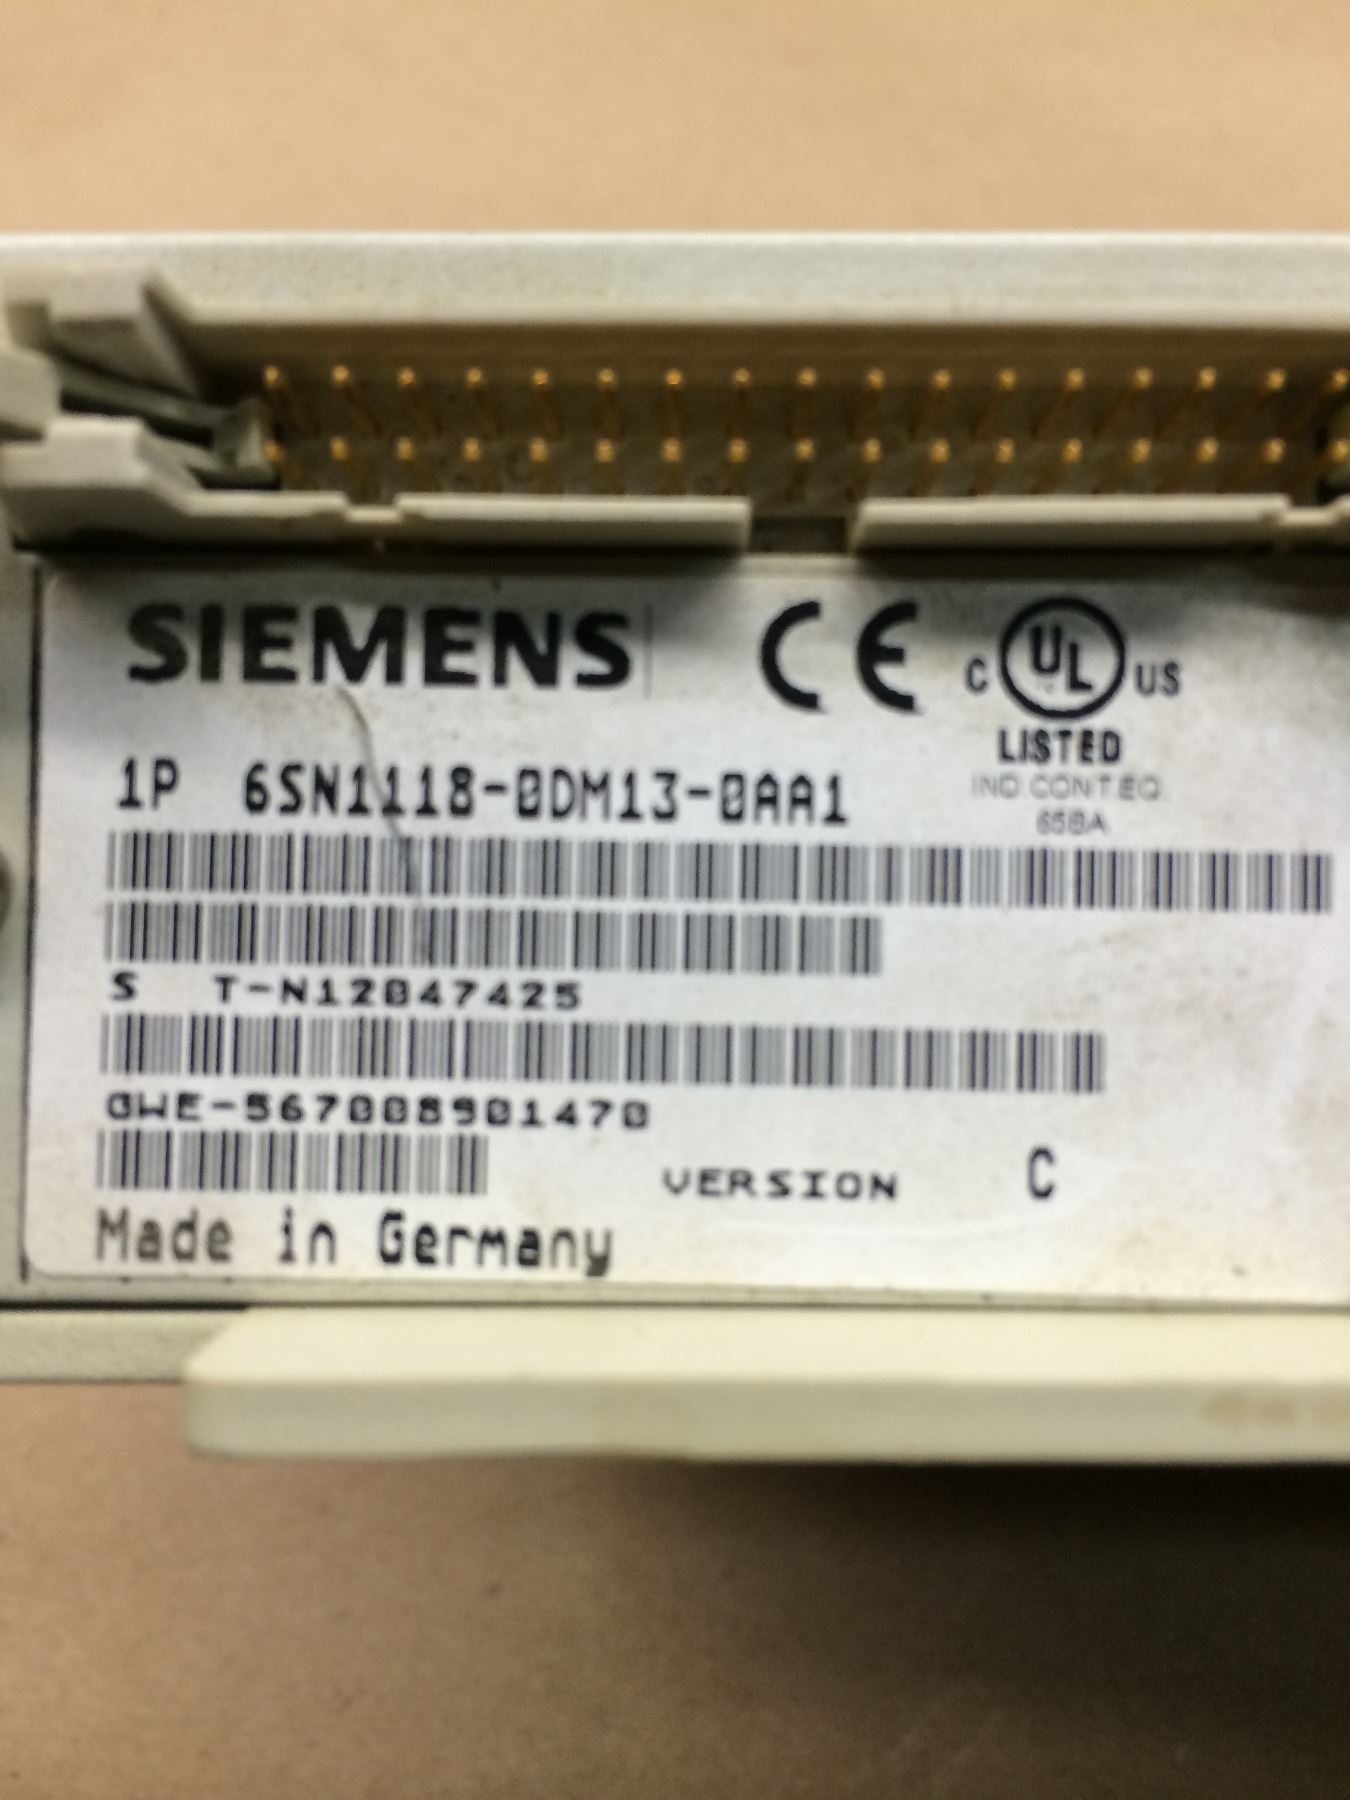 SIEMENS CE C UL US
LISTED
IND.CONT.EQ.
65BA
1P 6SN1118-0DM13-0AA1
S T-N12047425
GWE-567008901470
VERSION C
Made in Germany